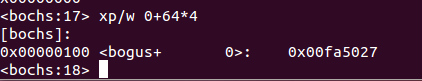 <bochs:17> xp/w 0+64*4
[bochs]:
0x00000100 <bogus+       0>:    0x00fa5027
<bochs:18>